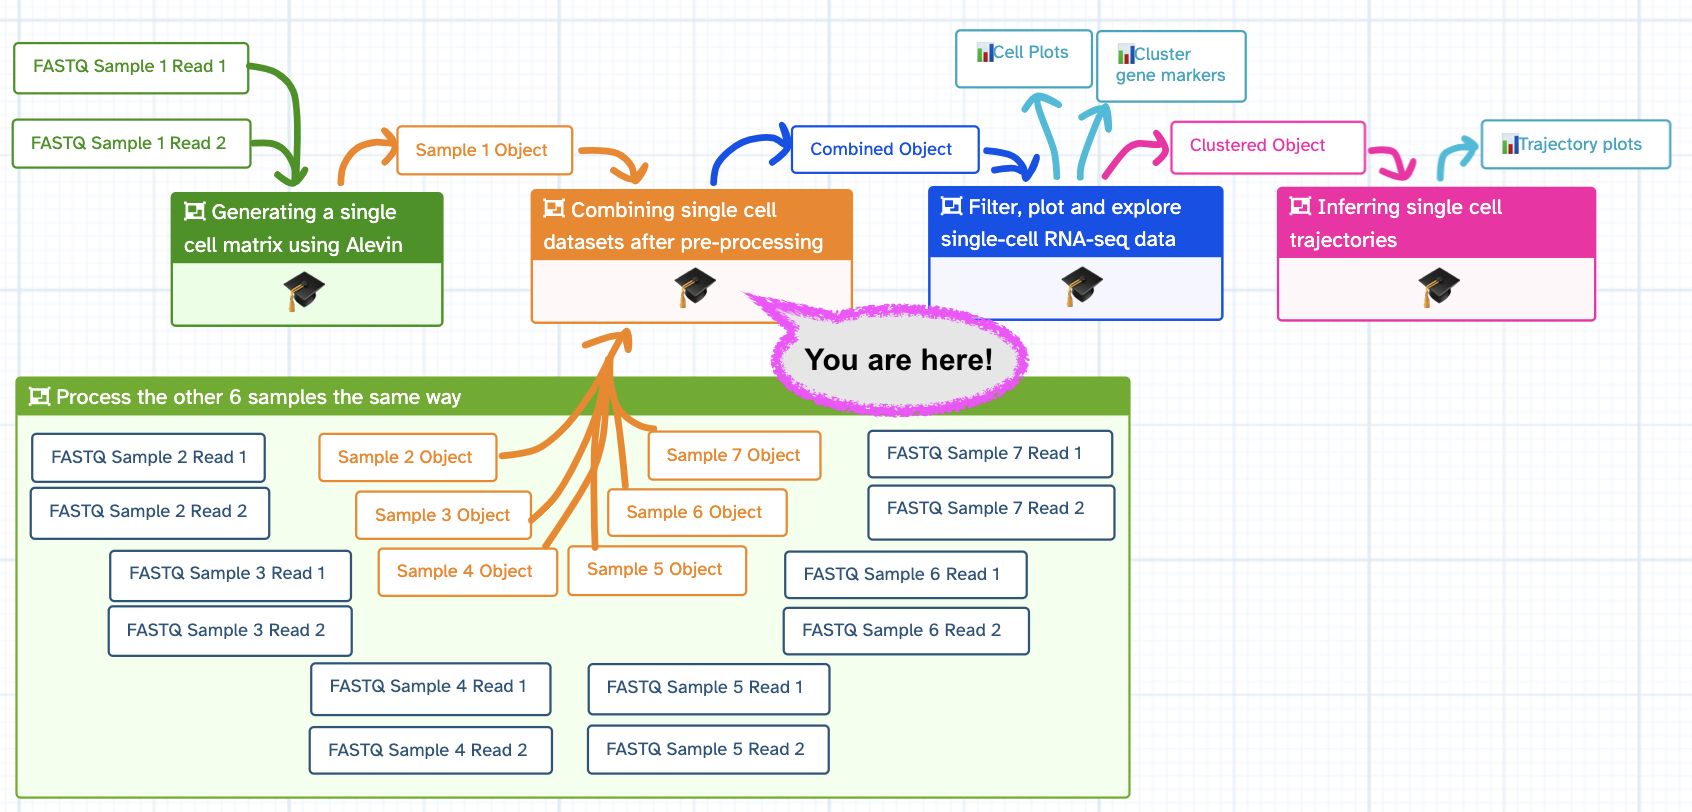 FASTQ Sample 1 Read 1
FASTQ Sample 1 Read 2
Sample 1 Object
Combined Object
Cell Plots
Cluster
gene markers
Clustered Object
Trajectory plots
Generating a single
cell matrix using Alevin
Combining single cell
datasets after pre-processing
Filter, plot and explore
single-cell RNA-seq data
Inferring single cell
trajectories
You are here!
Process the other 6 samples the same way
FASTQ Sample 2 Read 1
FASTQ Sample 2 Read 2
Sample 2 Object
Sample 7 Object
FASTQ Sample 7 Read 1
FASTQ Sample 7 Read 2
Sample 3 Object
Sample 6 Object
Sample 4 Object
Sample 5 Object
FASTQ Sample 3 Read 1
FASTQ Sample 3 Read 2
FASTQ Sample 6 Read 1
FASTQ Sample 6 Read 2
FASTQ Sample 4 Read 1
FASTQ Sample 4 Read 2
FASTQ Sample 5 Read 1
FASTQ Sample 5 Read 2